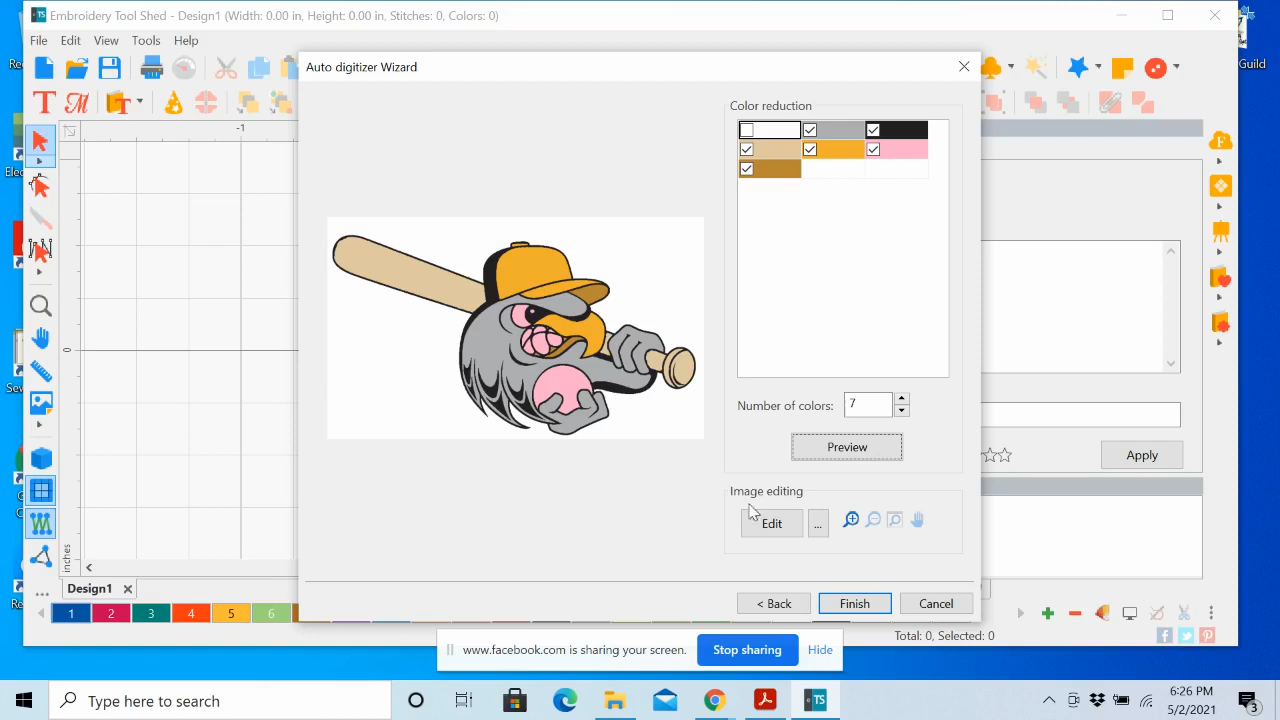 Embroidery Tool Shed - Design1 (Width: 0.00 in, Height: 0.00 in, Stitches: 0, Colors: 0)
File Edit View Tools Help
Guild
Auto digitizer Wizard
Color reduction
-1
0
inches
Number of colors: 7
Preview
Apply
Image editing
Edit ...
Design1
< Back Finish Cancel
1 2 3 4 5 6
Total: 0, Selected: 0
www.facebook.com is sharing your screen. Stop sharing Hide
Type here to search
6:26 PM
5/2/2021
3